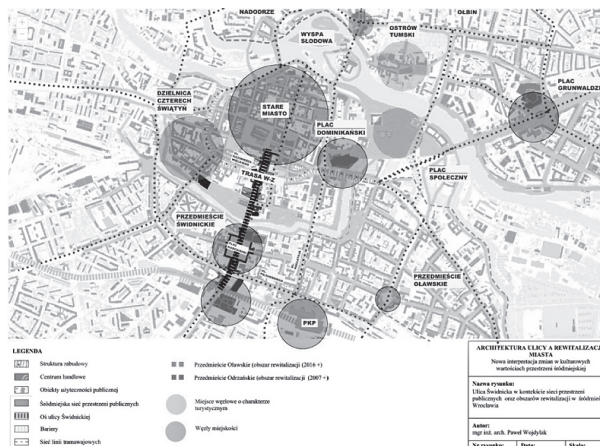 NADODRZE
OŁBIN
WYSPA
SŁODOWA
OSTRÓW
TUMSKI
PLAC
GRUNWALDZKI
DZIELNICA
CZTERECH
ŚWIĄTYŃ
STARE
MIASTO
PLAC
DOMINIKAŃSKI
TRASA W-Z
PLAC
SPOŁECZNY
PRZEDMIEŚCIE
ŚWIDNICKIE
PRZEDMIEŚCIE
OŁAWSKIE
PKP
LEGENDA
Struktura zabudowy
Centrum handlowe
Obiekty użyteczności publicznej
Śródmiejska sieć przestrzeni publicznych
Oś ulicy Świdnickiej
Bariery
Sieć linii tramwajowych
Przedmieście Oławskie (obszar rewitalizacji (2016 +)
Przedmieście Odrzańskie (obszar rewitalizacji (2007 +)
Miejsce węzłowe o charakterze
turystycznym
Węzły miejskości
ARCHITEKTURA ULICY A REWITALIZACJA
MIASTA
Nowa interpretacja zmian w kulturowych
wartościach przestrzeni śródmiejskiej
Nazwa rysunku:
Ulica Świdnicka w kontekście sieci przestrzeni
publicznych oraz obszarów rewitalizacji w śródmieściu
Wrocławia
Autor:
mgr inż. arch. Paweł Wojdylak
Nr rysunku: Data: Skala: